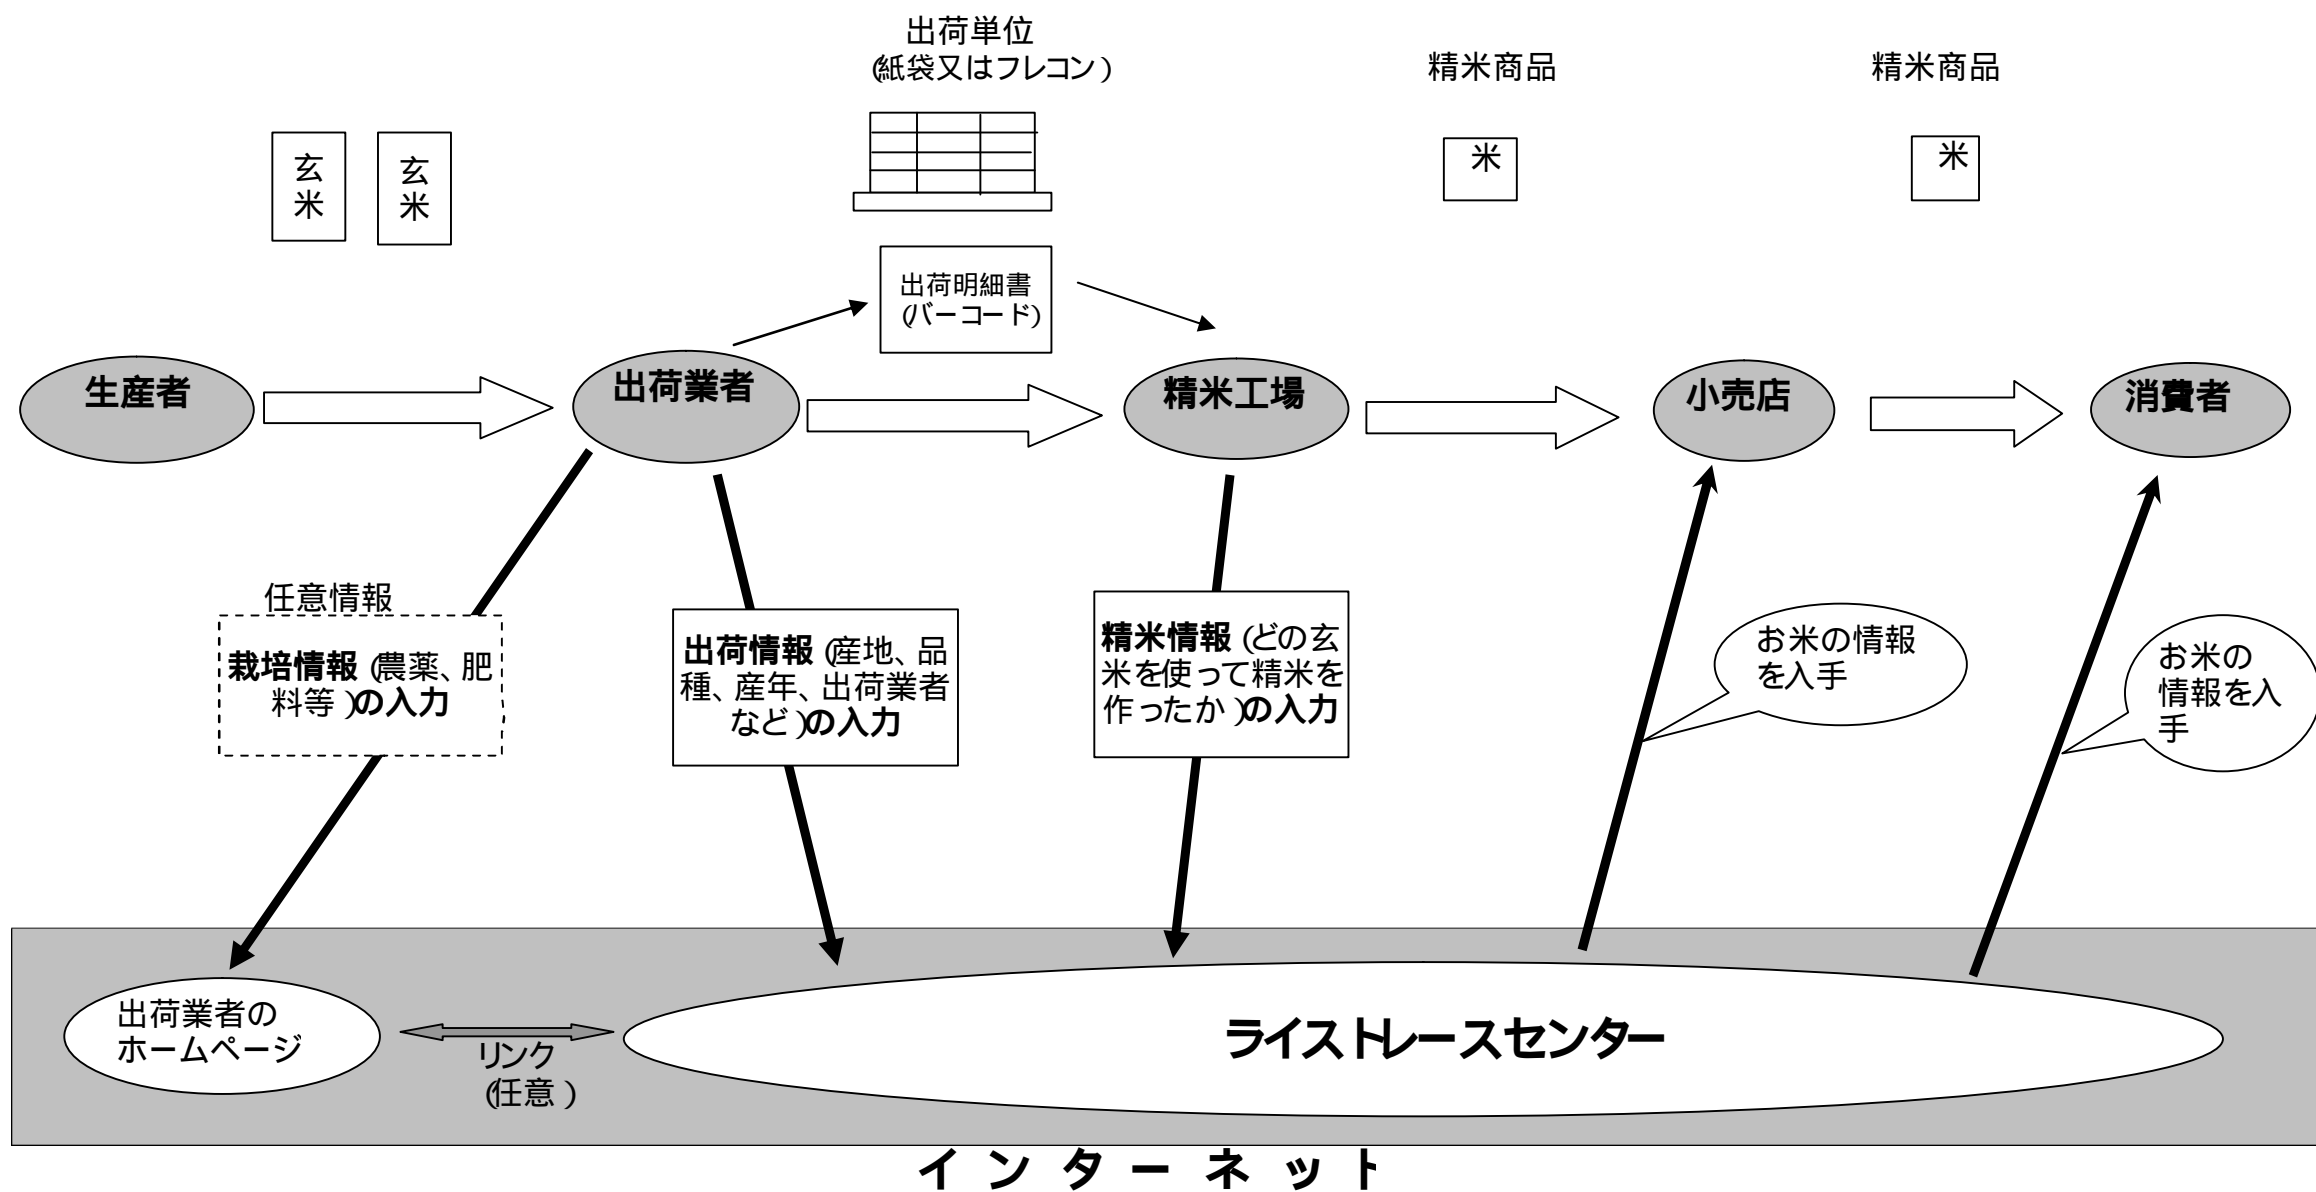 出荷単位
(紙袋又はフレコン)
精米商品
精米商品
玄
米
玄
米
米
米
出荷明細書
(バーコード)
生産者
出荷業者
精米工場
小売店
消費者
任意情報
栽培情報(農薬、肥
料等)の入力
出荷情報(産地、品
種、産年、出荷業者
など)の入力
精米情報(どの玄
米を使って精米を
作ったか)の入力
お米の情報
を入手
お米の
情報を入
手
出荷業者の
ホームページ
リンク
(任意)
ライストレースセンター
インターネット